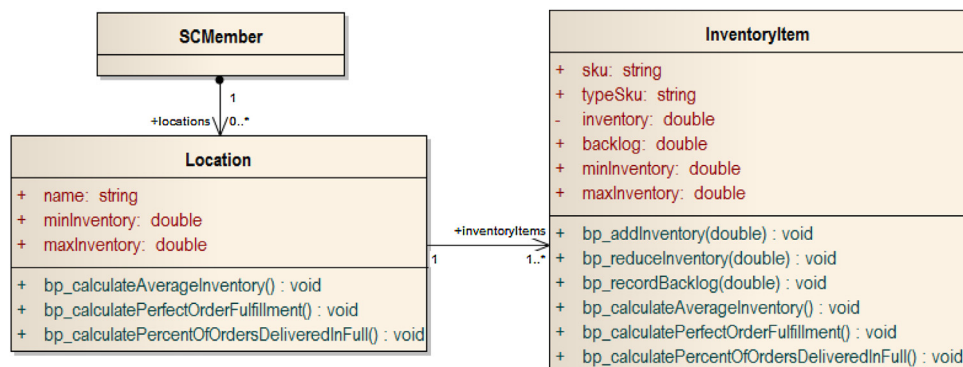 SCMember
1
+locations
0..*
Location
+ name: string
+ minInventory: double
+ maxInventory: double
+ bp_calculateAverageInventory() : void
+ bp_calculatePerfectOrderFulfillment() : void
+ bp_calculatePercentOfOrdersDeliveredInFull() : void
+inventoryItems
1
1..*
InventoryItem
+ sku: string
+ typeSku: string
- inventory: double
+ backlog: double
+ minInventory: double
+ maxInventory: double
+ bp_addInventory(double) : void
+ bp_reduceInventory(double) : void
+ bp_recordBacklog(double) : void
+ bp_calculateAverageInventory() : void
+ bp_calculatePerfectOrderFulfillment() : void
+ bp_calculatePercentOfOrdersDeliveredInFull() : void